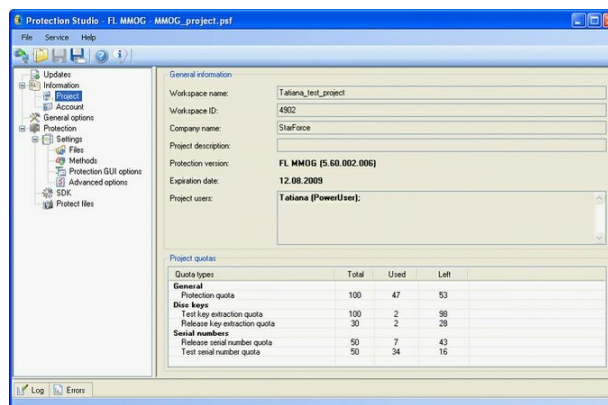 Protection Studio - FL MMOG - MMOG_project.psf
File Service Help
Updates
Information
Project
Account
General options
Protection
Settings
Files
Methods
Protection GUI options
Advanced options
SDK
Protect files
General information
Workspace name: Tatiana_test_project
Workspace ID: 4902
Company name: StarForce
Project description:
Protection version: FL MMOG (5.60.002.006)
Expiration date: 12.08.2009
Project users: Tatiana (PowerUser);
Project quotas
Quota types Total Used Left
General
Protection quota 100 47 53
Disc keys
Test key extraction quota 100 2 98
Release key extraction quota 30 2 28
Serial numbers
Release serial number quota 50 7 43
Test serial number quota 50 34 16
Log Errors